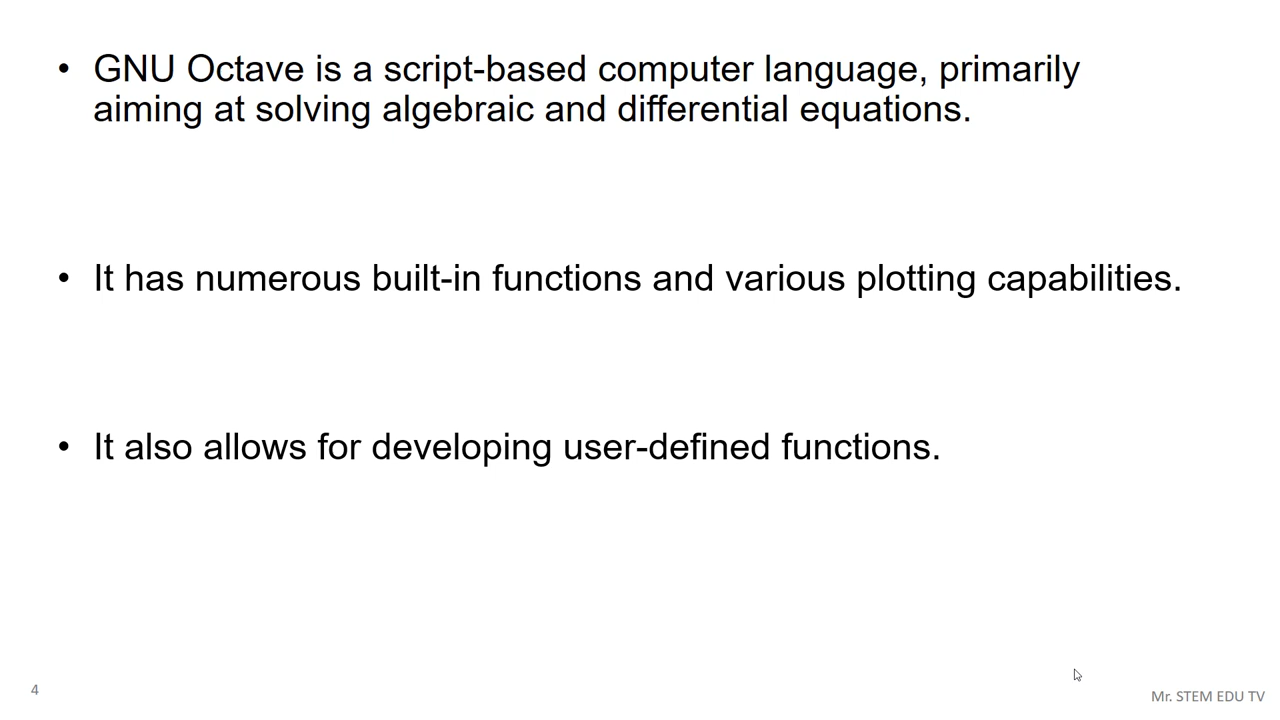 • GNU Octave is a script-based computer language, primarily
aiming at solving algebraic and differential equations.
• It has numerous built-in functions and various plotting capabilities.
• It also allows for developing user-defined functions.
4
Mr. STEM EDU TV